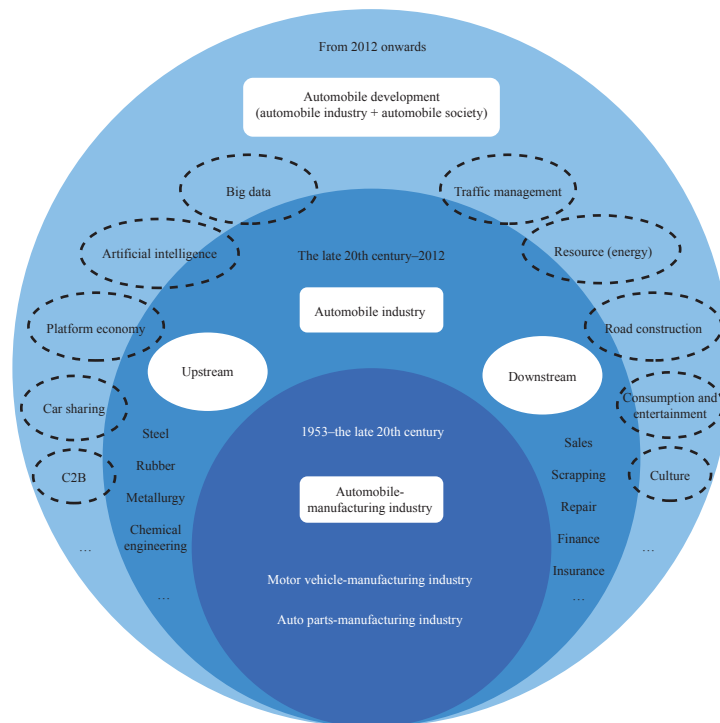 From 2012 onwards
Automobile development
(automobile industry + automobile society)
Big data
Traffic management
Artificial intelligence
The late 20th century–2012
Resource (energy)
Automobile industry
Platform economy
Road construction
Upstream
Downstream
Car sharing
Consumption and
entertainment
Steel
1953–the late 20th century
Sales
Rubber
C2B
Scrapping
Culture
Automobile-
manufacturing industry
Metallurgy
Repair
Chemical
engineering
Finance
…
…
Insurance
Motor vehicle-manufacturing industry
…
…
Auto parts-manufacturing industry